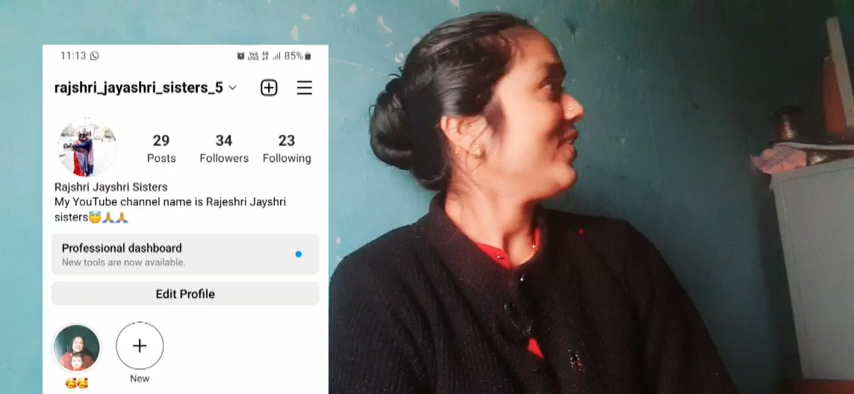 11:13 85%
rajshri_jayashri_sisters_5
29 34 23
Posts Followers Following
Rajshri Jayshri Sisters
My YouTube channel name is Rajeshri Jayshri
sisters😇🙏🙏
Professional dashboard
New tools are now available.
Edit Profile
🥰🥰 New